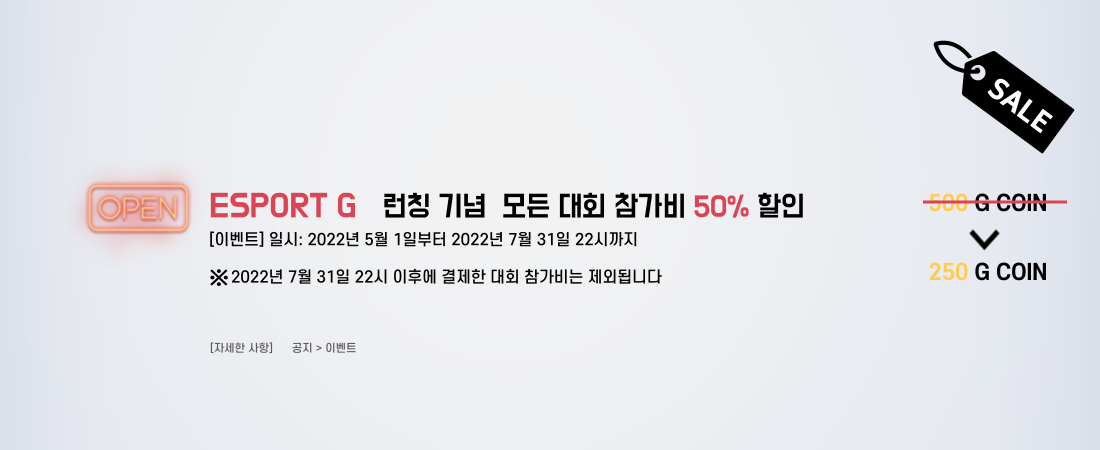 SALE
OPEN
ESPORT G 런칭 기념 모든 대회 참가비 50% 할인
[이벤트] 일시: 2022년 5월 1일부터 2022년 7월 31일 22시까지
※ 2022년 7월 31일 22시 이후에 결제한 대회 참가비는 제외됩니다
[자세한 사항] 공지 > 이벤트
500 G COIN
250 G COIN